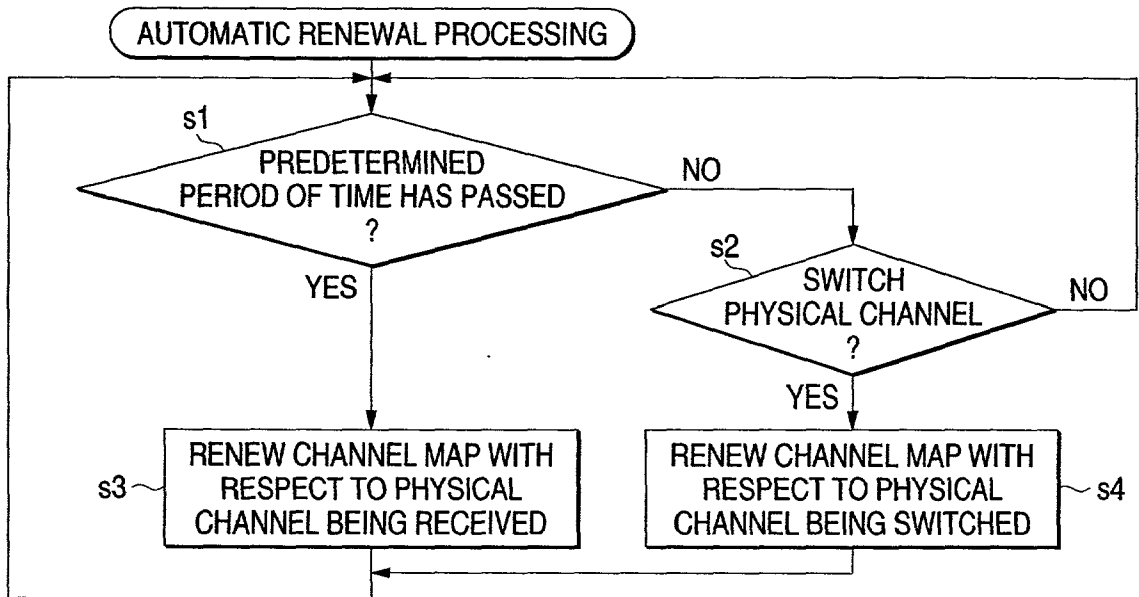 AUTOMATIC RENEWAL PROCESSING
s1
PREDETERMINED
PERIOD OF TIME HAS PASSED
?
NO
YES
s2
SWITCH
PHYSICAL CHANNEL
?
NO
YES
s3
RENEW CHANNEL MAP WITH
RESPECT TO PHYSICAL
CHANNEL BEING RECEIVED
RENEW CHANNEL MAP WITH
RESPECT TO PHYSICAL
CHANNEL BEING SWITCHED
s4